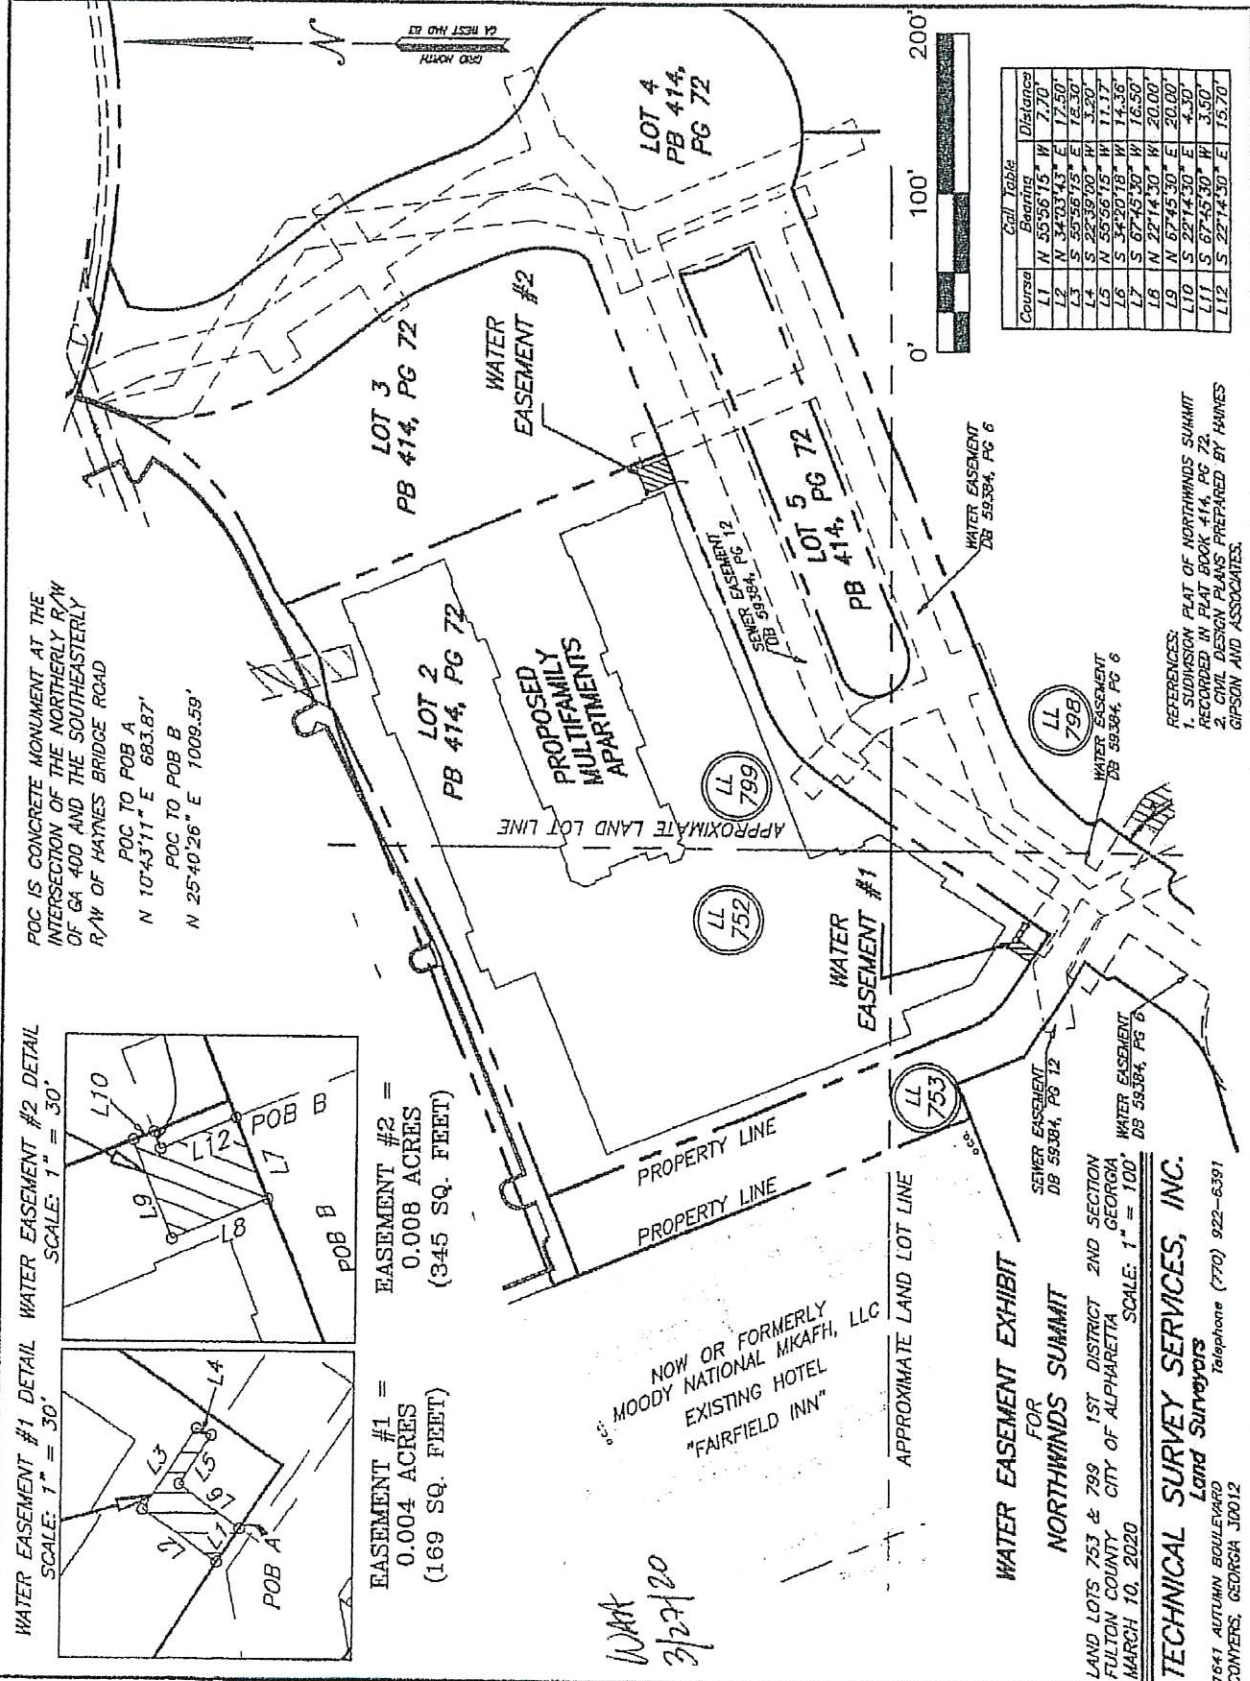 WATER EASEMENT #1 DETAIL
SCALE: 1" = 30'
L1
L2
L3
L4
L5
L6
POB A
EASEMENT #1 =
0.004 ACRES
(169 SQ. FEET)
WATER EASEMENT #2 DETAIL
SCALE: 1" = 30'
L10
L9
L12
L8
L7
POB B
POB B
EASEMENT #2 =
0.008 ACRES
(345 SQ. FEET)
POC IS CONCRETE MONUMENT AT THE
INTERSECTION OF THE NORTHERLY R/W
OF GA 400 AND THE SOUTHEASTERLY
R/W OF HAYNES BRIDGE ROAD
POC TO POB A
N 10°43'11" E 683.87'
POC TO POB B
N 25°40'26" E 1009.59'
N
GRID NORTH
GA WEST NAD 83
LOT 3
PB 414, PG 72
LOT 4
PB 414,
PG 72
WATER
EASEMENT #2
LOT 2
PB 414, PG 72
PROPOSED
MULTIFAMILY
APARTMENTS
LOT 5
PB 414, PG 72
SEWER EASEMENT
DB 59384, PG 12
WATER EASEMENT
DB 59384, PG 6
LL
799
APPROXIMATE LAND LOT LINE
LL
752
LL
798
WATER EASEMENT
DB 59384, PG 6
WATER
EASEMENT #1
LL
753
SEWER EASEMENT
DB 59384, PG 12
WATER EASEMENT
DB 59384, PG 6
PROPERTY LINE
PROPERTY LINE
APPROXIMATE LAND LOT LINE
NOW OR FORMERLY
MOODY NATIONAL MKAFH, LLC
EXISTING HOTEL
"FAIRFIELD INN"
3/27/20
0' 100' 200'
Call Table
Course Bearing Distance
L1 N 55°56'15" W 7.70'
L2 N 34°03'43" E 17.50'
L3 S 55°56'15" E 18.30'
L4 S 22°39'00" W 3.20'
L5 N 55°56'15" W 11.17'
L6 S 34°20'18" W 14.36'
L7 S 67°45'30" W 16.50'
L8 N 22°14'30" W 20.00'
L9 N 67°45'30" E 20.00'
L10 S 22°14'30" E 4.30'
L11 S 67°45'30" W 3.50'
L12 S 22°14'30" E 15.70'
REFERENCES:
1. SUDIVISION PLAT OF NORTHWINDS SUMMIT
RECORDED IN PLAT BOOK 414, PG 72.
2. CIVIL DESIGN PLANS PREPARED BY HAINES
GIPSON AND ASSOCIATES.
WATER EASEMENT EXHIBIT
FOR
NORTHWINDS SUMMIT
LAND LOTS 753 & 799 1ST DISTRICT 2ND SECTION
FULTON COUNTY CITY OF ALPHARETTA GEORGIA
MARCH 10, 2020 SCALE: 1" = 100'
TECHNICAL SURVEY SERVICES, INC.
Land Surveyors
1641 AUTUMN BOULEVARD Telephone (770) 922-6391
CONYERS, GEORGIA 30012